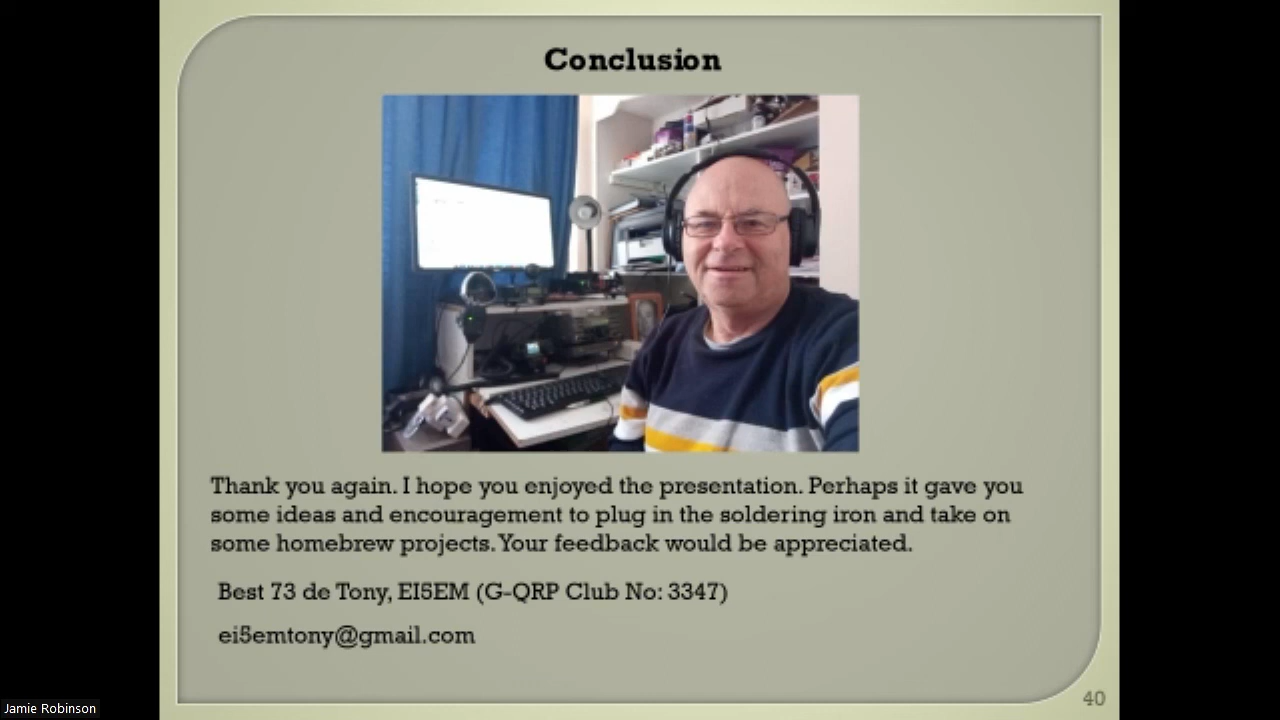 Conclusion
Thank you again. I hope you enjoyed the presentation. Perhaps it gave you
some ideas and encouragement to plug in the soldering iron and take on
some homebrew projects. Your feedback would be appreciated.
Best 73 de Tony, EI5EM (G-QRP Club No: 3347)
ei5emtony@gmail.com
40
Jamie Robinson